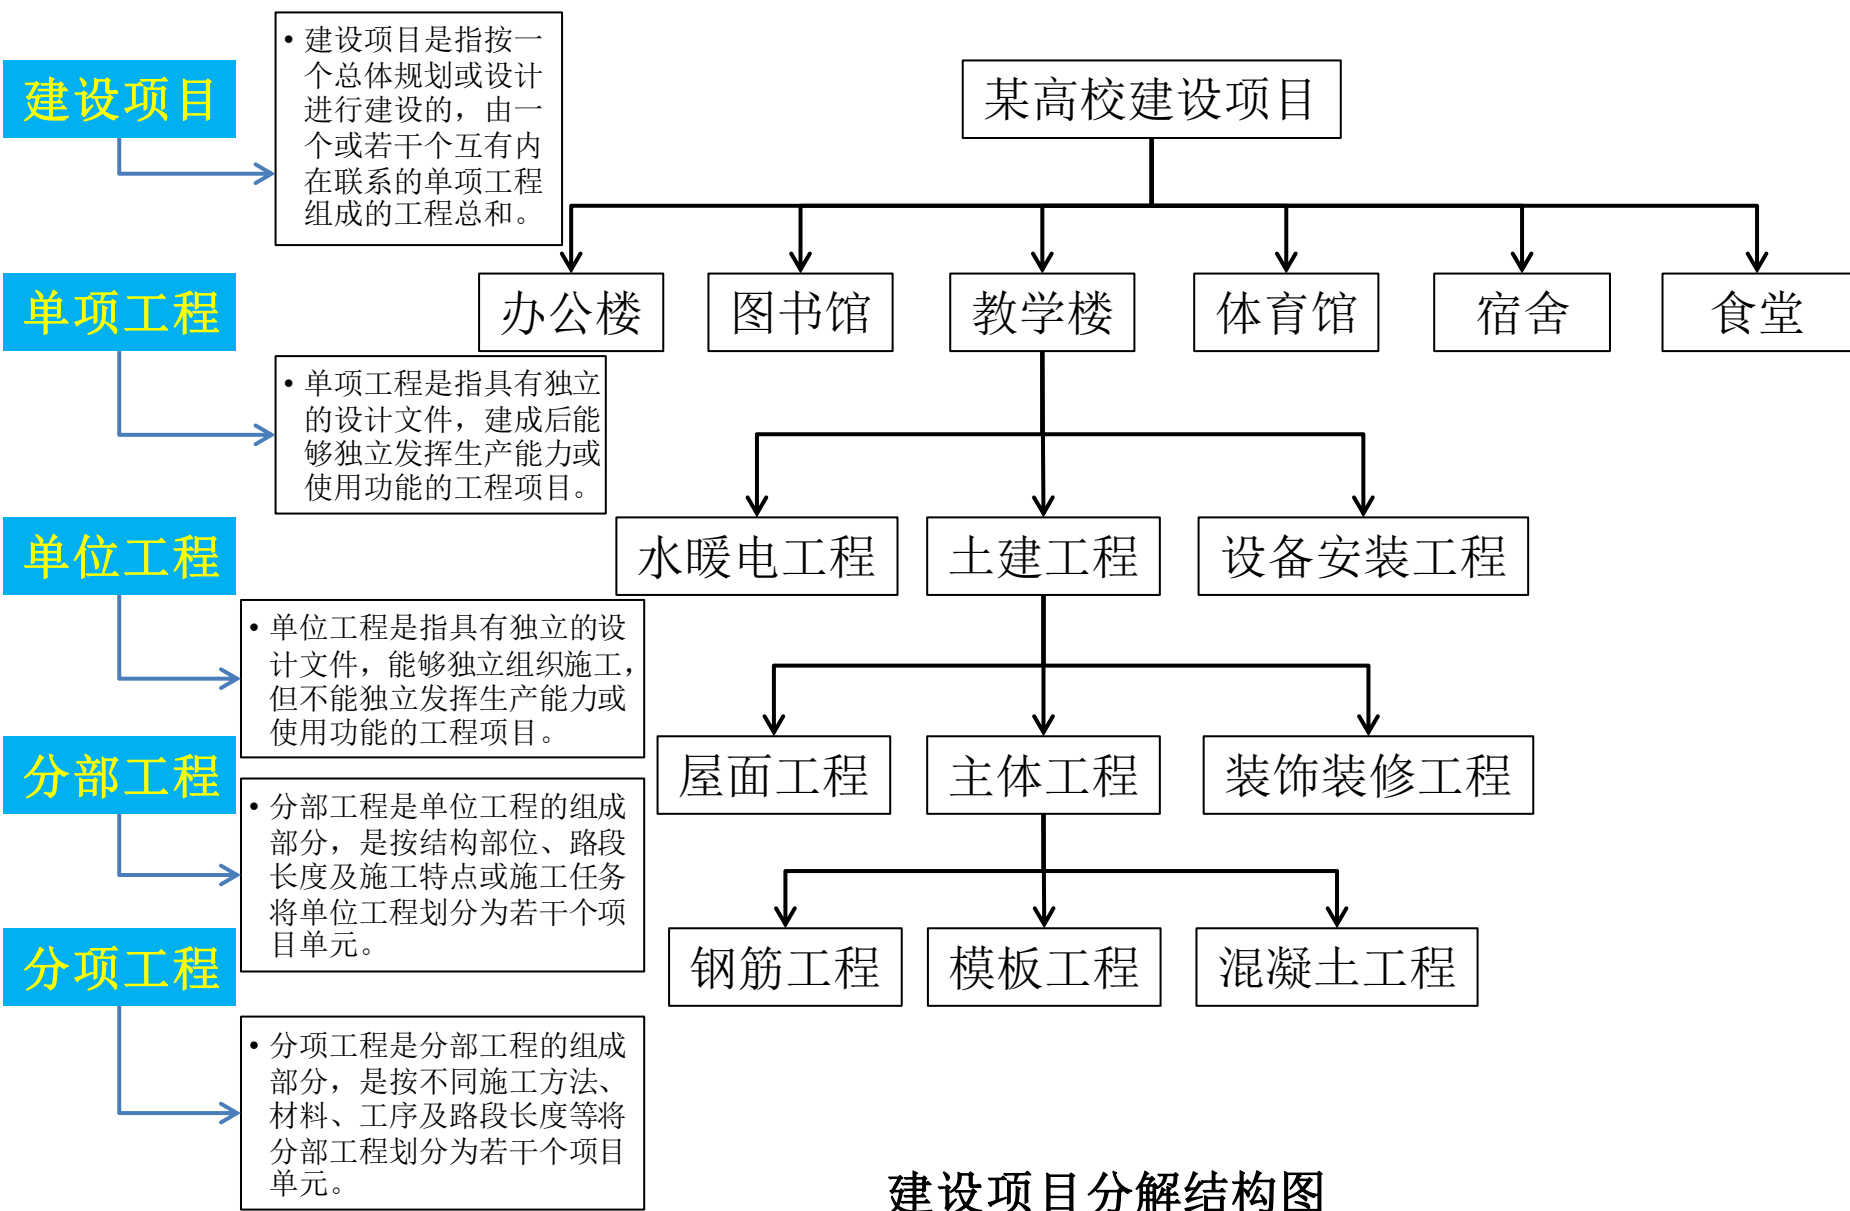 建设项目
• 建设项目是指按一
个总体规划或设计
进行建设的，由一
个或若干个互有内
在联系的单项工程
组成的工程总和。
某高校建设项目
单项工程
办公楼
图书馆
教学楼
体育馆
宿舍
食堂
• 单项工程是指具有独立
的设计文件，建成后能
够独立发挥生产能力或
使用功能的工程项目。
单位工程
水暖电工程
土建工程
设备安装工程
• 单位工程是指具有独立的设
计文件，能够独立组织施工，
但不能独立发挥生产能力或
使用功能的工程项目。
分部工程
屋面工程
主体工程
装饰装修工程
• 分部工程是单位工程的组成
部分，是按结构部位、路段
长度及施工特点或施工任务
将单位工程划分为若干个项
目单元。
分项工程
钢筋工程
模板工程
混凝土工程
• 分项工程是分部工程的组成
部分，是按不同施工方法、
材料、工序及路段长度等将
分部工程划分为若干个项目
单元。
建设项目分解结构图